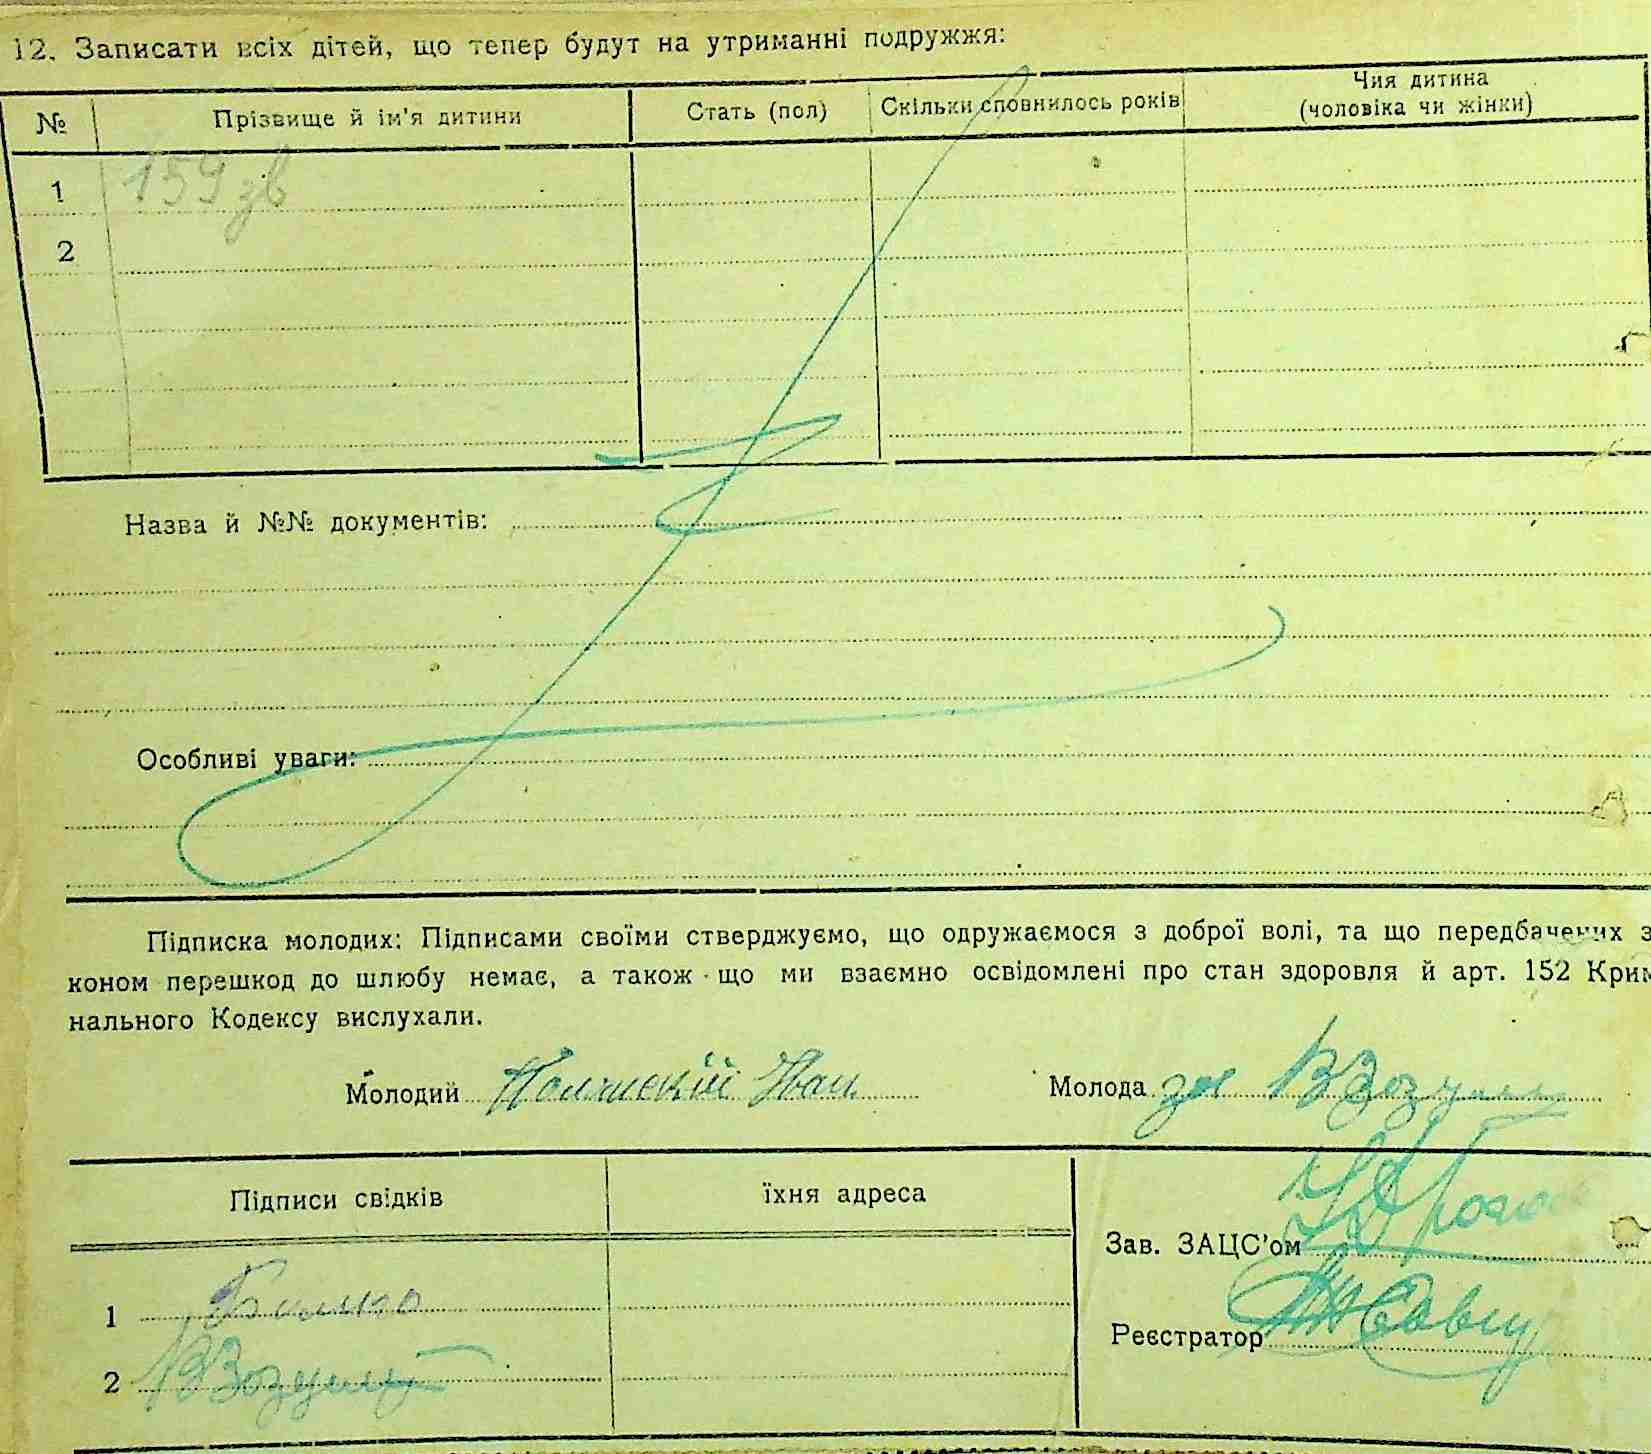 12. Записати всіх дітей, що тепер будут на утриманні подружжя:
№ Прізвище й ім'я дитини Стать (пол) Скільки сповнилось років Чия дитина (чоловіка чи жінки)
1 159 зв
2
Назва й №№ документів:
Особливі уваги:
Підписка молодих: Підписами своїми стверджуємо, що одружаємося з доброї волі, та що передбачених з
коном перешкод до шлюбу немає, а також що ми взаємно освідомлені про стан здоровля й арт. 152 Крим
нального Кодексу вислухали.
Молодий Іван Молода за
Підписи свідків їхня адреса
Зав. ЗАЦС'ом
1
Реєстратор
2